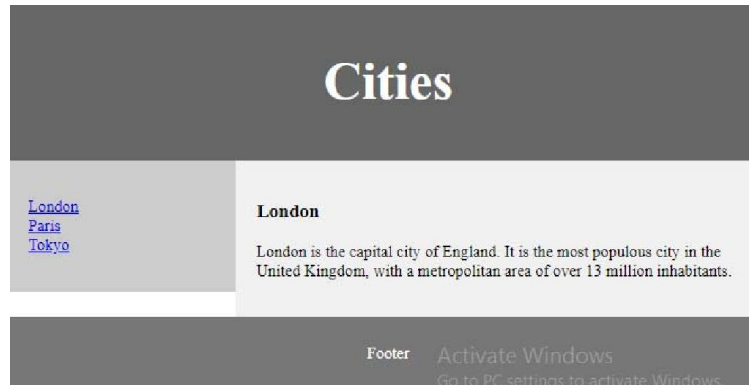 Cities
London
Paris
Tokyo
London
London is the capital city of England. It is the most populous city in the
United Kingdom, with a metropolitan area of over 13 million inhabitants.
Footer
Activate Windows
Go to PC settings to activate Windows.